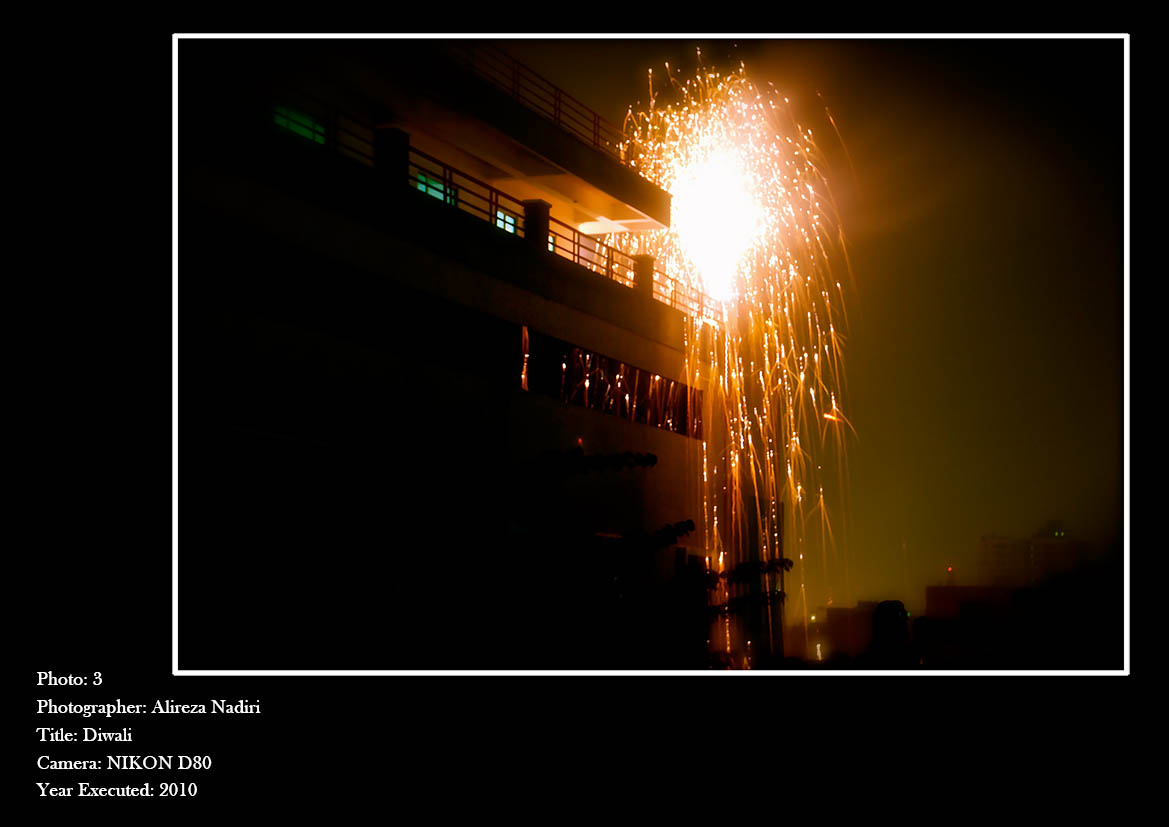 Photo: 3
Photographer: Alireza Nadiri
Title: Diwali
Camera: NIKON D80
Year Executed: 2010